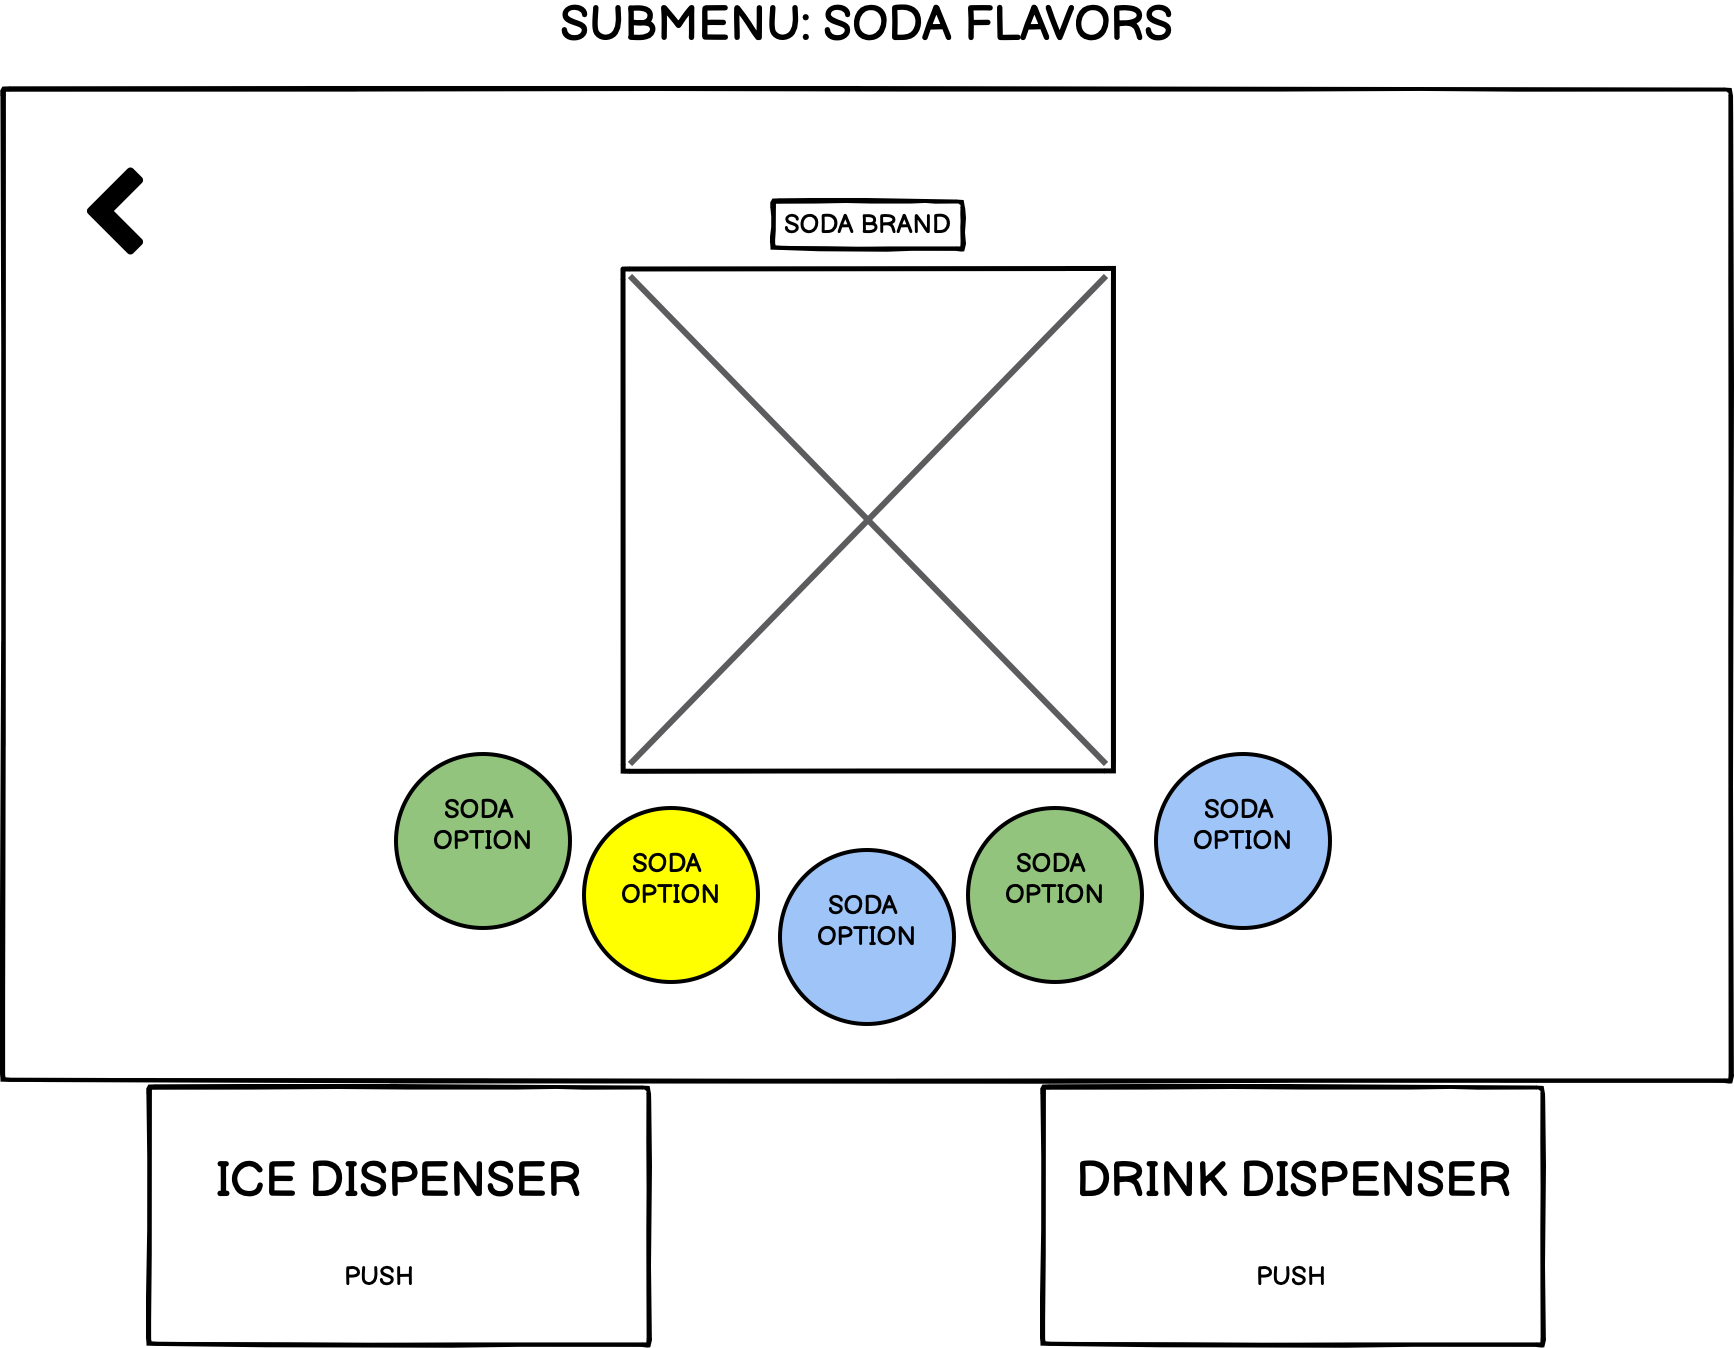 SUBMENU: SODA FLAVORS
SODA BRAND
SODA
OPTION
SODA
OPTION
SODA
OPTION
SODA
OPTION
SODA
OPTION
ICE DISPENSER
PUSH
DRINK DISPENSER
PUSH